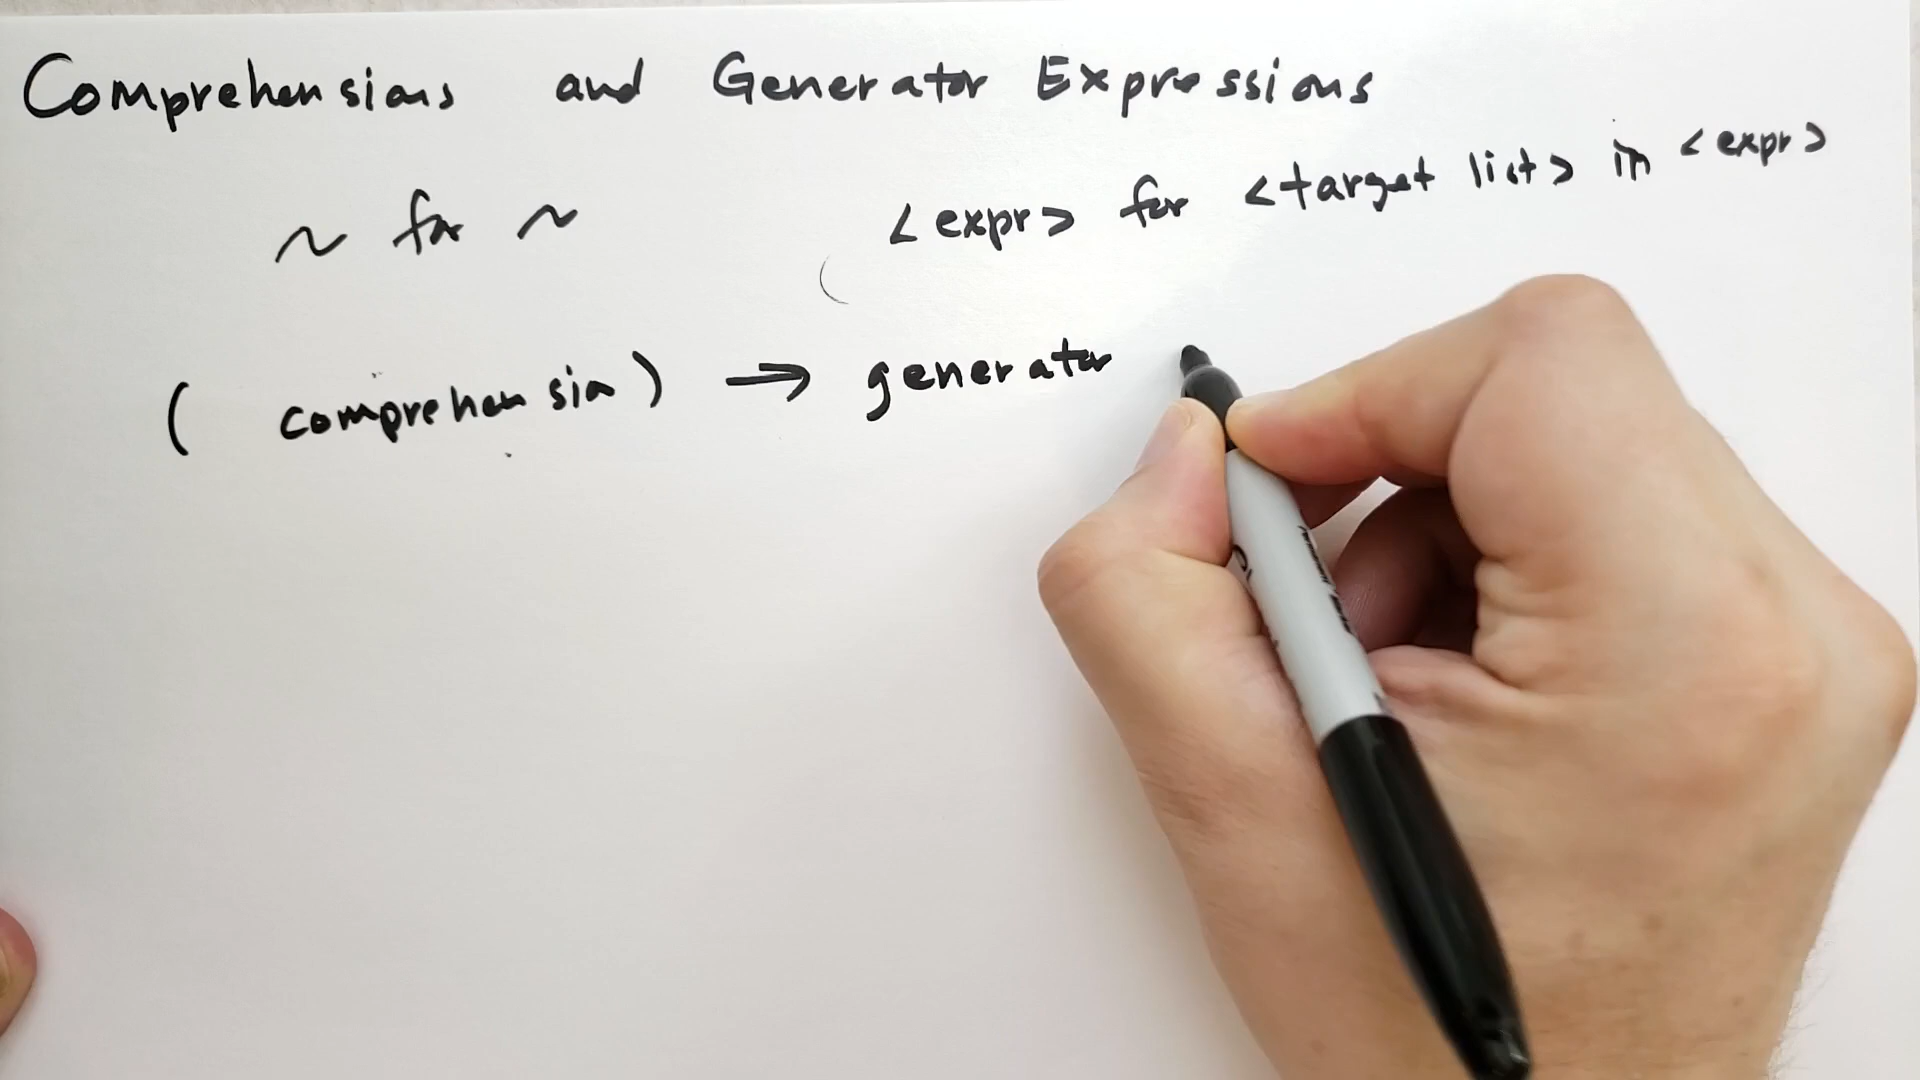 Comprehensions and Generator Expressions
~ for ~ <expr> for <target list> in <expr>
( comprehension ) → generator